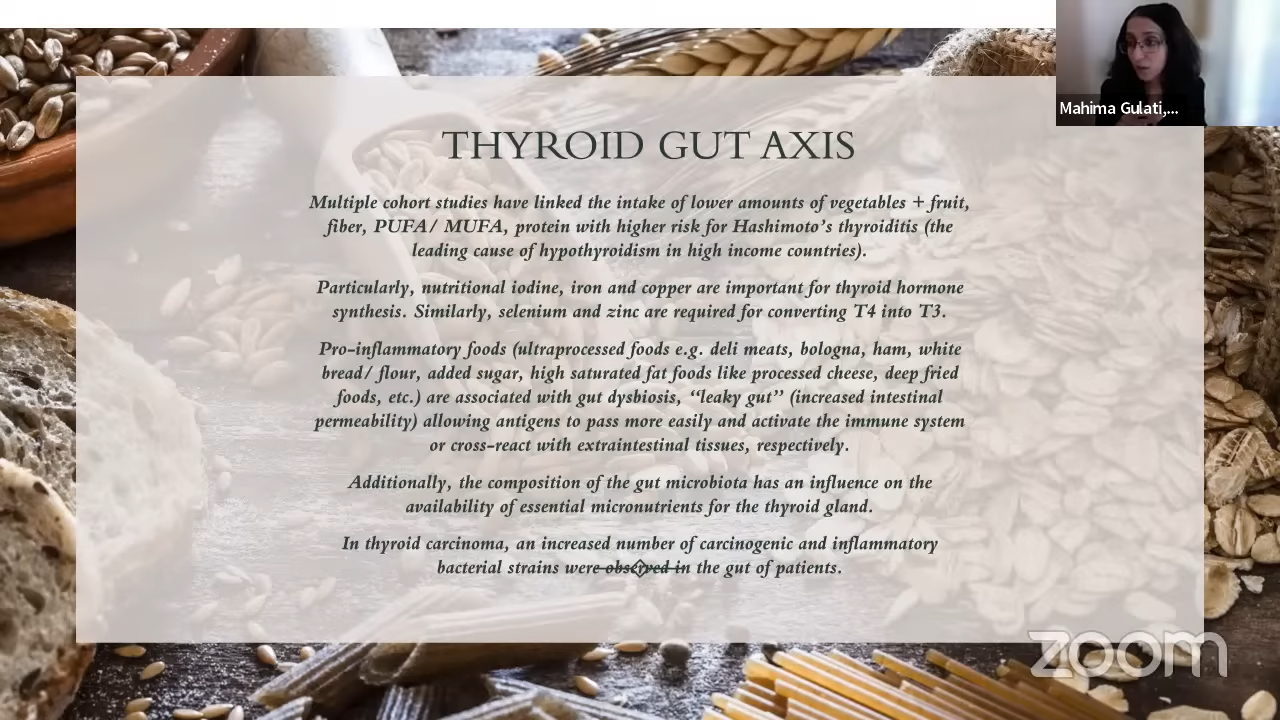 Mahima Gulati,...
THYROID GUT AXIS
Multiple cohort studies have linked the intake of lower amounts of vegetables + fruit,
fiber, PUFA/ MUFA, protein with higher risk for Hashimoto's thyroiditis (the
leading cause of hypothyroidism in high income countries).
Particularly, nutritional iodine, iron and copper are important for thyroid hormone
synthesis. Similarly, selenium and zinc are required for converting T4 into T3.
Pro-inflammatory foods (ultraprocessed foods e.g. deli meats, bologna, ham, white
bread/ flour, added sugar, high saturated fat foods like processed cheese, deep fried
foods, etc.) are associated with gut dysbiosis, “leaky gut” (increased intestinal
permeability) allowing antigens to pass more easily and activate the immune system
or cross-react with extraintestinal tissues, respectively.
Additionally, the composition of the gut microbiota has an influence on the
availability of essential micronutrients for the thyroid gland.
In thyroid carcinoma, an increased number of carcinogenic and inflammatory
bacterial strains were observed in the gut of patients.
zoom